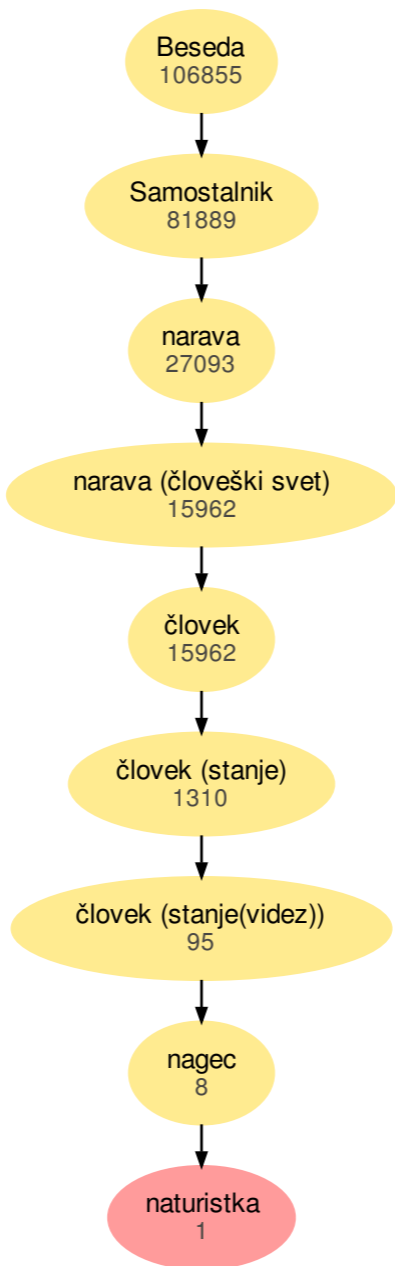 Beseda
106855
Samostalnik
81889
narava
27093
narava (človeški svet)
15962
človek
15962
človek (stanje)
1310
človek (stanje(videz))
95
nagec
8
naturistka
1